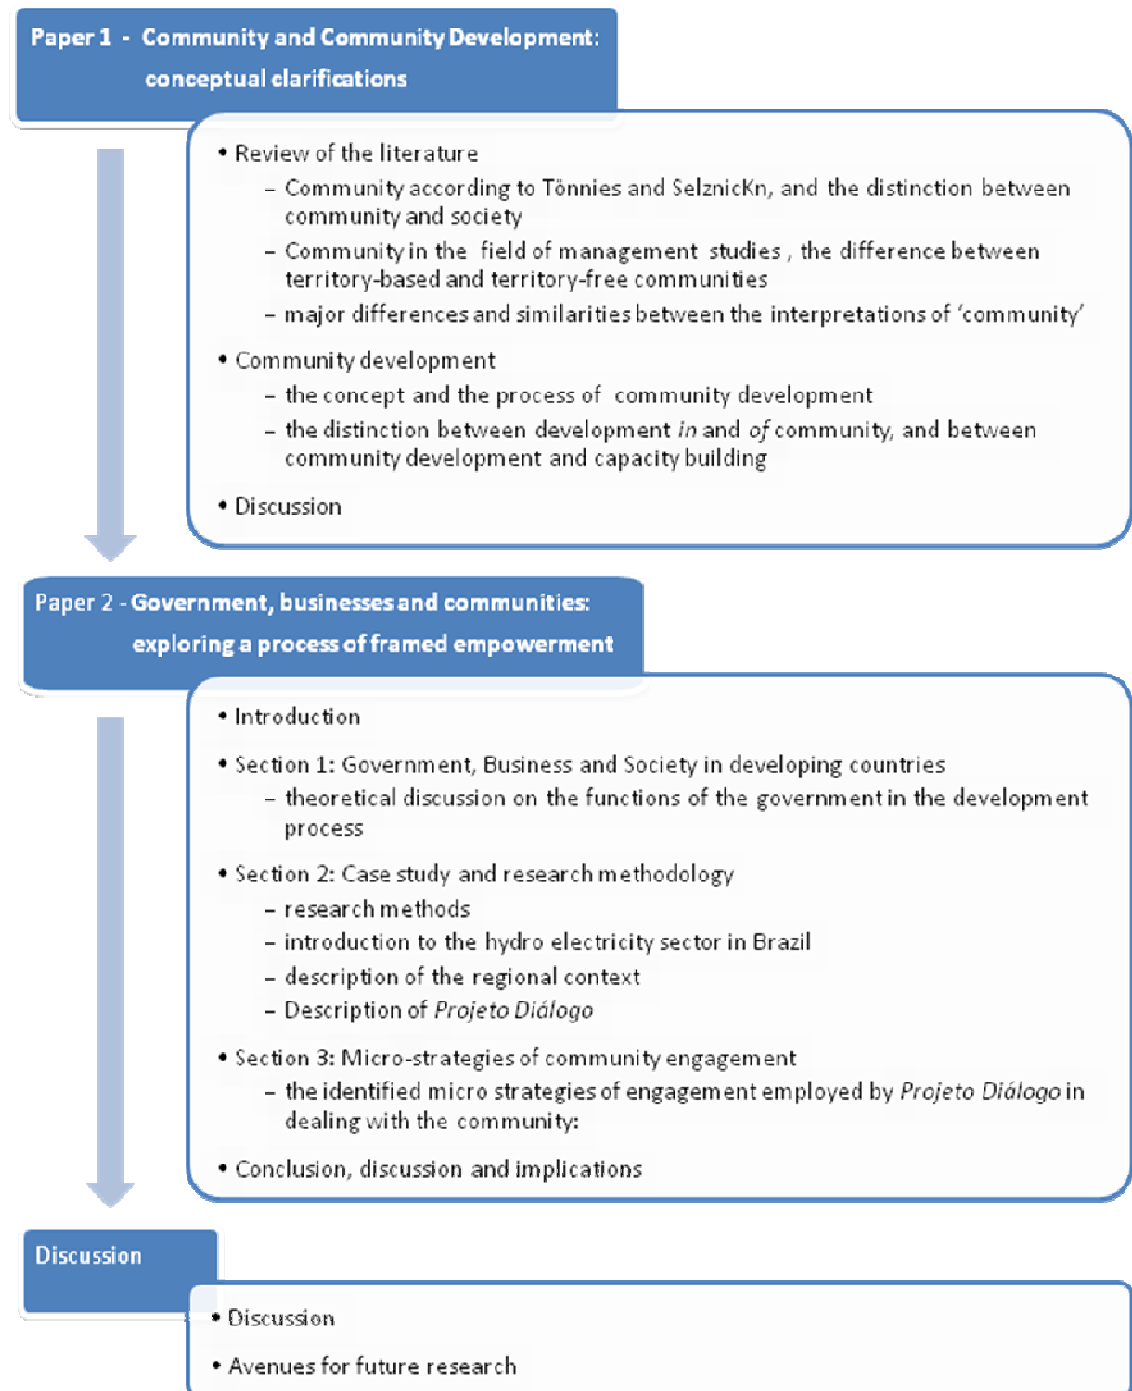 Paper 1 - Community and Community Development:
conceptual clarifications
• Review of the literature
– Community according to Tönnies and SelznicKn, and the distinction between
community and society
– Community in the field of management studies , the difference between
territory-based and territory-free communities
– major differences and similarities between the interpretations of ‘community’
• Community development
– the concept and the process of community development
– the distinction between development in and of community, and between
community development and capacity building
• Discussion
Paper 2 - Government, businesses and communities:
exploring a process of framed empowerment
• Introduction
• Section 1: Government, Business and Society in developing countries
– theoretical discussion on the functions of the government in the development
process
• Section 2: Case study and research methodology
– research methods
– introduction to the hydro electricity sector in Brazil
– description of the regional context
– Description of Projeto Diálogo
• Section 3: Micro-strategies of community engagement
– the identified micro strategies of engagement employed by Projeto Diálogo in
dealing with the community:
• Conclusion, discussion and implications
Discussion
• Discussion
• Avenues for future research